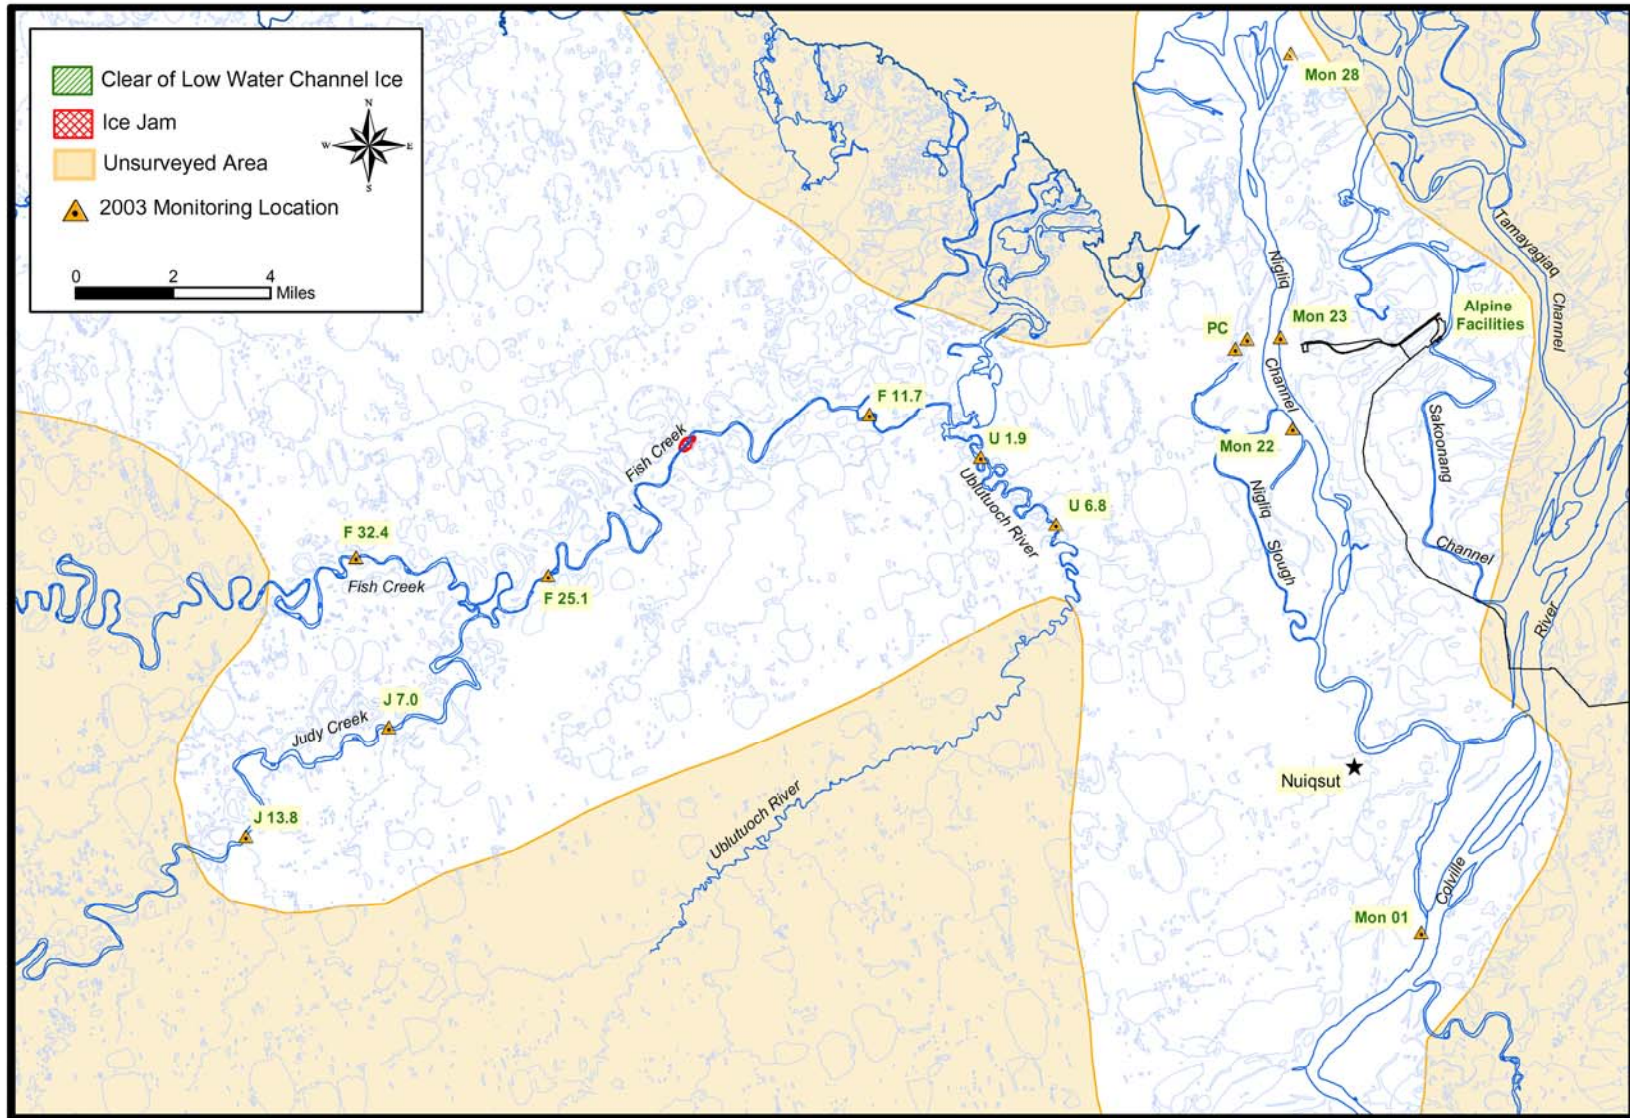 Clear of Low Water Channel Ice
Ice Jam
Unsurveyed Area
2003 Monitoring Location
N
W
E
S
0
2
4
Miles
Mon 28
Tamayagiaq
Channel
Nigliq
Channel
PC
Mon 23
Alpine
Facilities
F 11.7
Fish Creek
U 1.9
Mon 22
Sakoonang
Channel
Ublutuoch River
U 6.8
Nigliq
Slough
F 32.4
Fish Creek
F 25.1
River
J 7.0
Judy Creek
Nuiqsut
J 13.8
Ublutuoch River
Colville
Mon 01